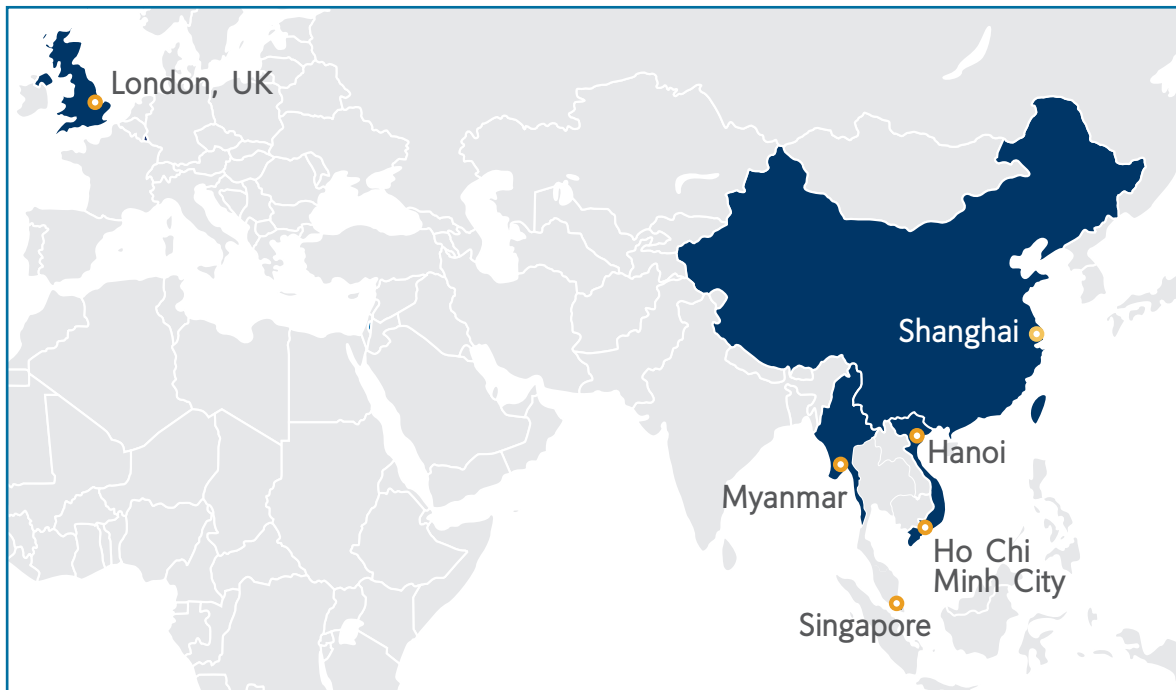 London, UK
Shanghai
Hanoi
Myanmar
Ho Chi
Minh City
Singapore